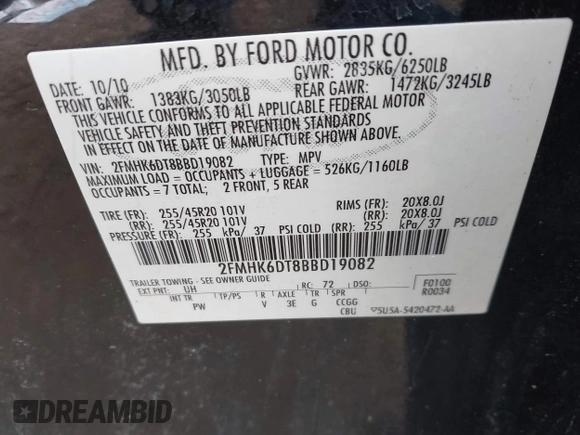 MFD. BY FORD MOTOR CO.
DATE: 10/10 GVWR: 2835KG/6250LB
FRONT GAWR: 1383KG/3050LB REAR GAWR: 1472KG/3245LB
THIS VEHICLE CONFORMS TO ALL APPLICABLE FEDERAL MOTOR
VEHICLE SAFETY AND THEFT PREVENTION STANDARDS
IN EFFECT ON THE DATE OF MANUFACTURE SHOWN ABOVE.
VIN: 2FMHK6DT8BBD19082 TYPE: MPV
MAXIMUM LOAD = OCCUPANTS + LUGGAGE = 526KG/1160LB
OCCUPANTS = 7 TOTAL; 2 FRONT, 5 REAR
TIRE (FR): 255/45R20 101V RIMS (FR): 20X8.0J
(RR): 255/45R20 101V (RR): 20X8.0J
PRESSURE (FR): 255 kPa/ 37 PSI COLD (RR): 255 kPa/ 37 PSI COLD
2FMHK6DT8BBD19082
TRAILER TOWING - SEE OWNER GUIDE
EXT PNT: UH RC: 72 DSO: F0100
R0034
INT TR TP/PS R AXLE TR SPR
PW V 3E G CCGG
CBU 5U5A-5420472-AA
DREAMBID